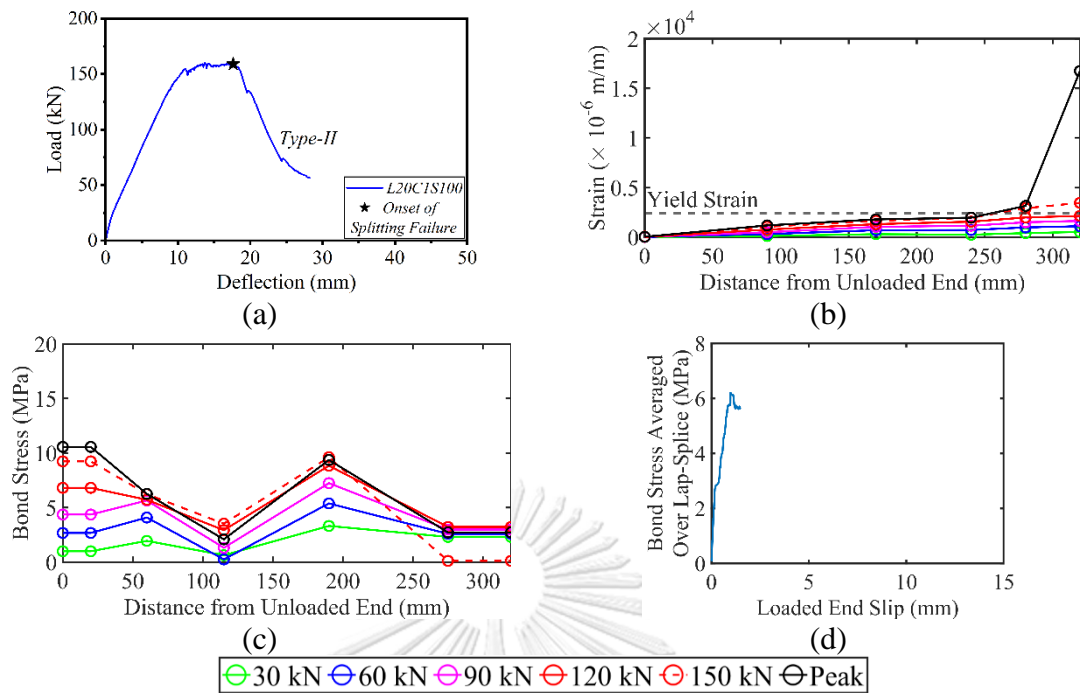 200
150
100
50
0
Load (kN)
0 10 20 30 40 50
Deflection (mm)
Type-II
L20C1S100
Onset of
Splitting Failure
(a)
×10⁴
2
1.5
1
0.5
0
Strain (× 10⁻⁶ m/m)
Yield Strain
0 50 100 150 200 250 300
Distance from Unloaded End (mm)
(b)
20
15
10
5
0
Bond Stress (MPa)
0 50 100 150 200 250 300
Distance from Unloaded End (mm)
(c)
8
6
4
2
0
Bond Stress Averaged
Over Lap-Splice (MPa)
0 5 10 15
Loaded End Slip (mm)
(d)
30 kN 60 kN 90 kN 120 kN 150 kN Peak